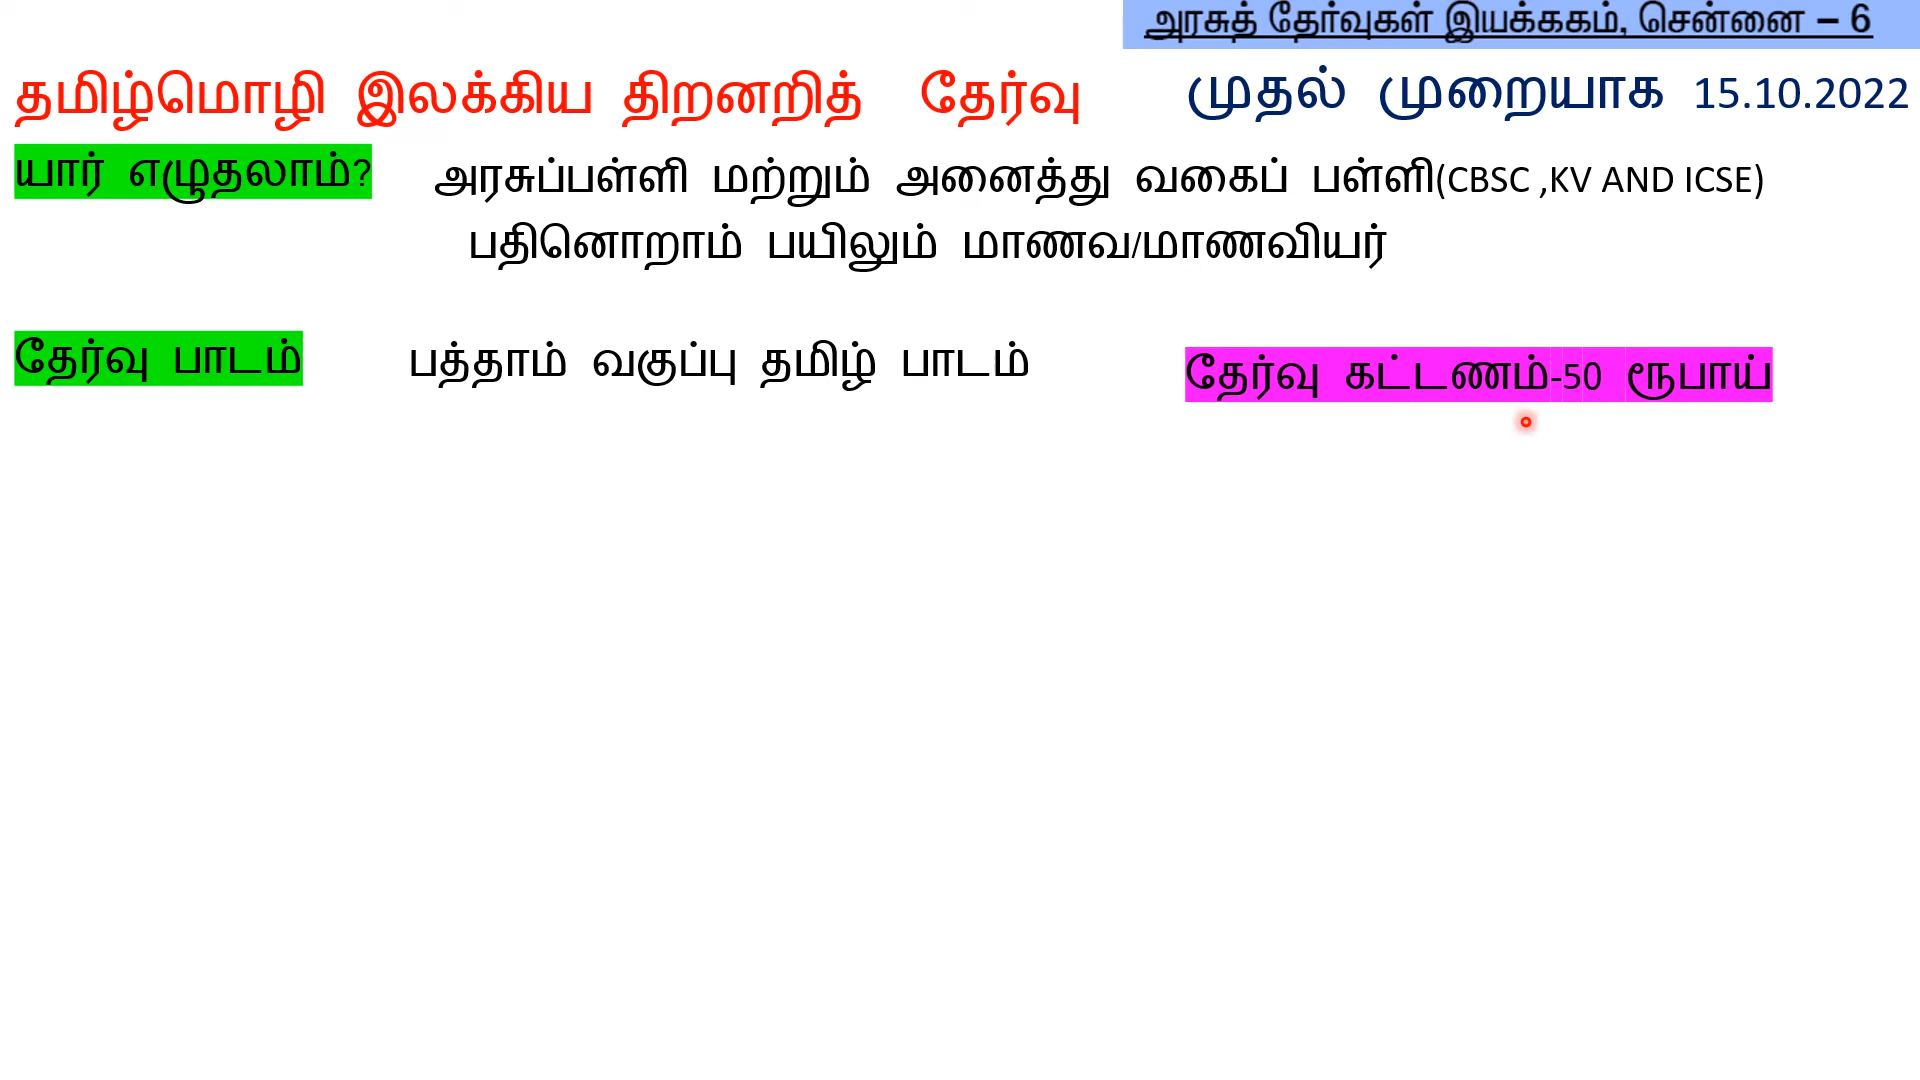 அரசுத் தேர்வுகள் இயக்ககம், சென்னை – 6
தமிழ்மொழி இலக்கிய திறனறித் தேர்வு முதல் முறையாக 15.10.2022
யார் எழுதலாம்? அரசுப்பள்ளி மற்றும் அனைத்து வகைப் பள்ளி(CBSC ,KV AND ICSE)
பதினொறாம் பயிலும் மாணவ/மாணவியர்
தேர்வு பாடம் பத்தாம் வகுப்பு தமிழ் பாடம் தேர்வு கட்டணம்-50 ரூபாய்